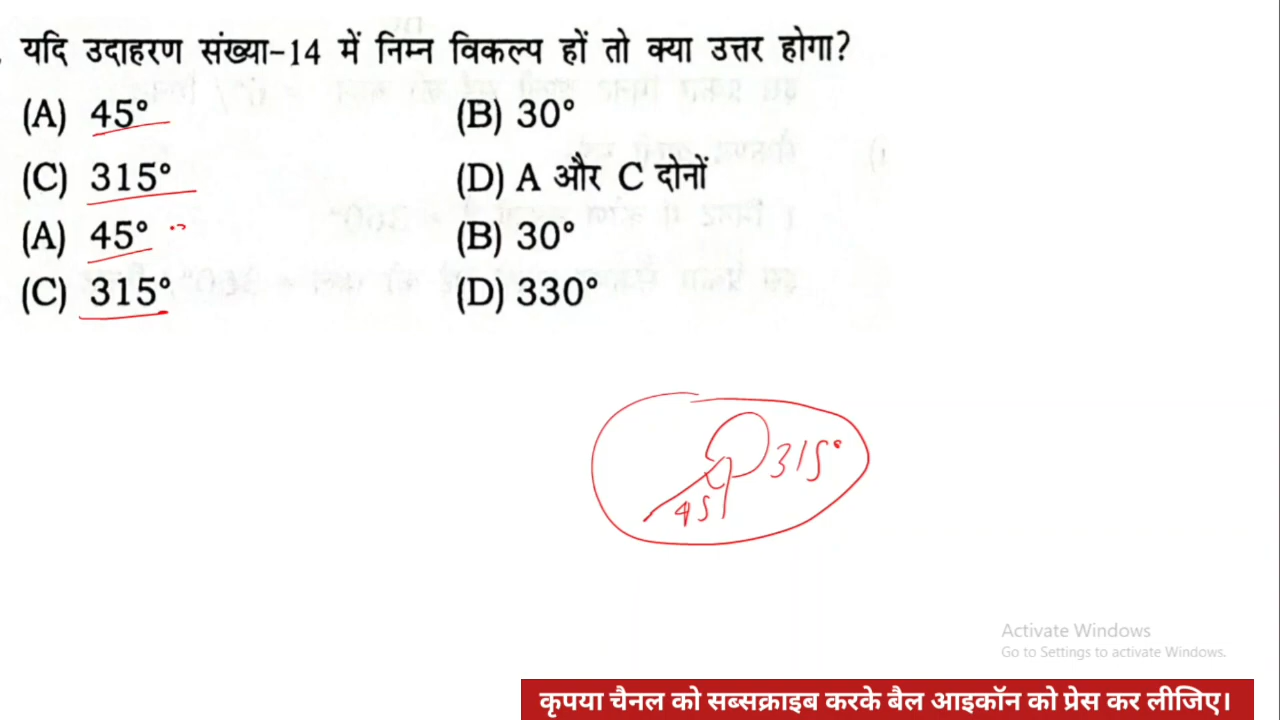 यदि उदाहरण संख्या-14 में निम्न विकल्प हों तो क्या उत्तर होगा?
(A) 45° (B) 30°
(C) 315° (D) A और C दोनों
(A) 45° (B) 30°
(C) 315° (D) 330°
315°
45
Activate Windows
Go to Settings to activate Windows.
कृपया चैनल को सब्सक्राइब करके बैल आइकॉन को प्रेस कर लीजिए।